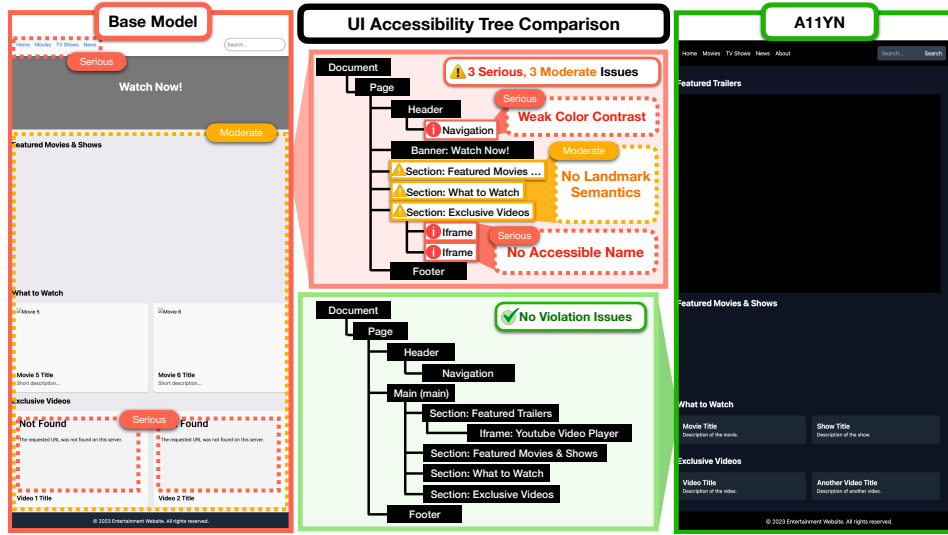 Base Model
Home Movies TV Shows News
Search...
Serious
Watch Now!
Moderate
Featured Movies & Shows
What to Watch
Movie 5
Movie 6
Movie 5 Title
Short description...
Movie 6 Title
Short description...
Exclusive Videos
Serious
Not Found
Found
The requested URL was not found on this server.
The requested URL was not found on this server.
Video 1 Title
Video 2 Title
© 2023 Entertainment Website. All rights reserved.
UI Accessibility Tree Comparison
3 Serious, 3 Moderate Issues
Document
Page
Header
Navigation
Serious
Weak Color Contrast
Banner: Watch Now!
Moderate
Section: Featured Movies ...
Section: What to Watch
Section: Exclusive Videos
No Landmark
Semantics
Iframe
Iframe
Serious
No Accessible Name
Footer
No Violation Issues
Document
Page
Header
Navigation
Main (main)
Section: Featured Trailers
Iframe: Youtube Video Player
Section: Featured Movies & Shows
Section: What to Watch
Section: Exclusive Videos
Footer
A11YN
Home Movies TV Shows News About
Search... Search
Featured Trailers
Featured Movies & Shows
What to Watch
Movie Title
Description of the movie.
Show Title
Description of the show.
Exclusive Videos
Video Title
Description of the video.
Another Video Title
Description of another video.
© 2023 Entertainment Website. All rights reserved.